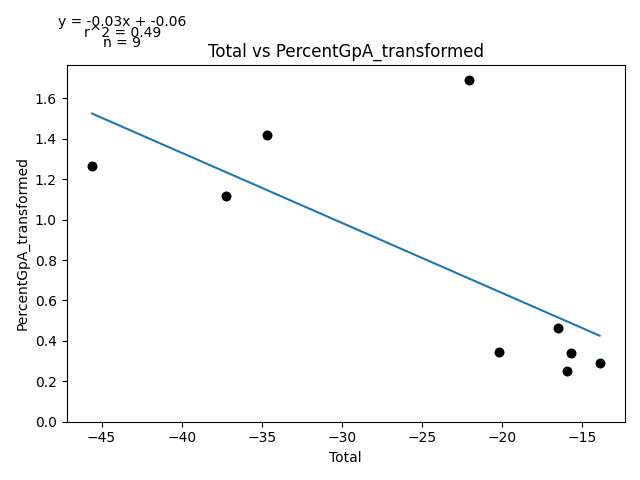 y = -0.03x + -0.06
r^2 = 0.49
n = 9
Total vs PercentGpA_transformed
PercentGpA_transformed
1.6
1.4
1.2
1.0
0.8
0.6
0.4
0.2
0.0
−45 −40 −35 −30 −25 −20 −15
Total